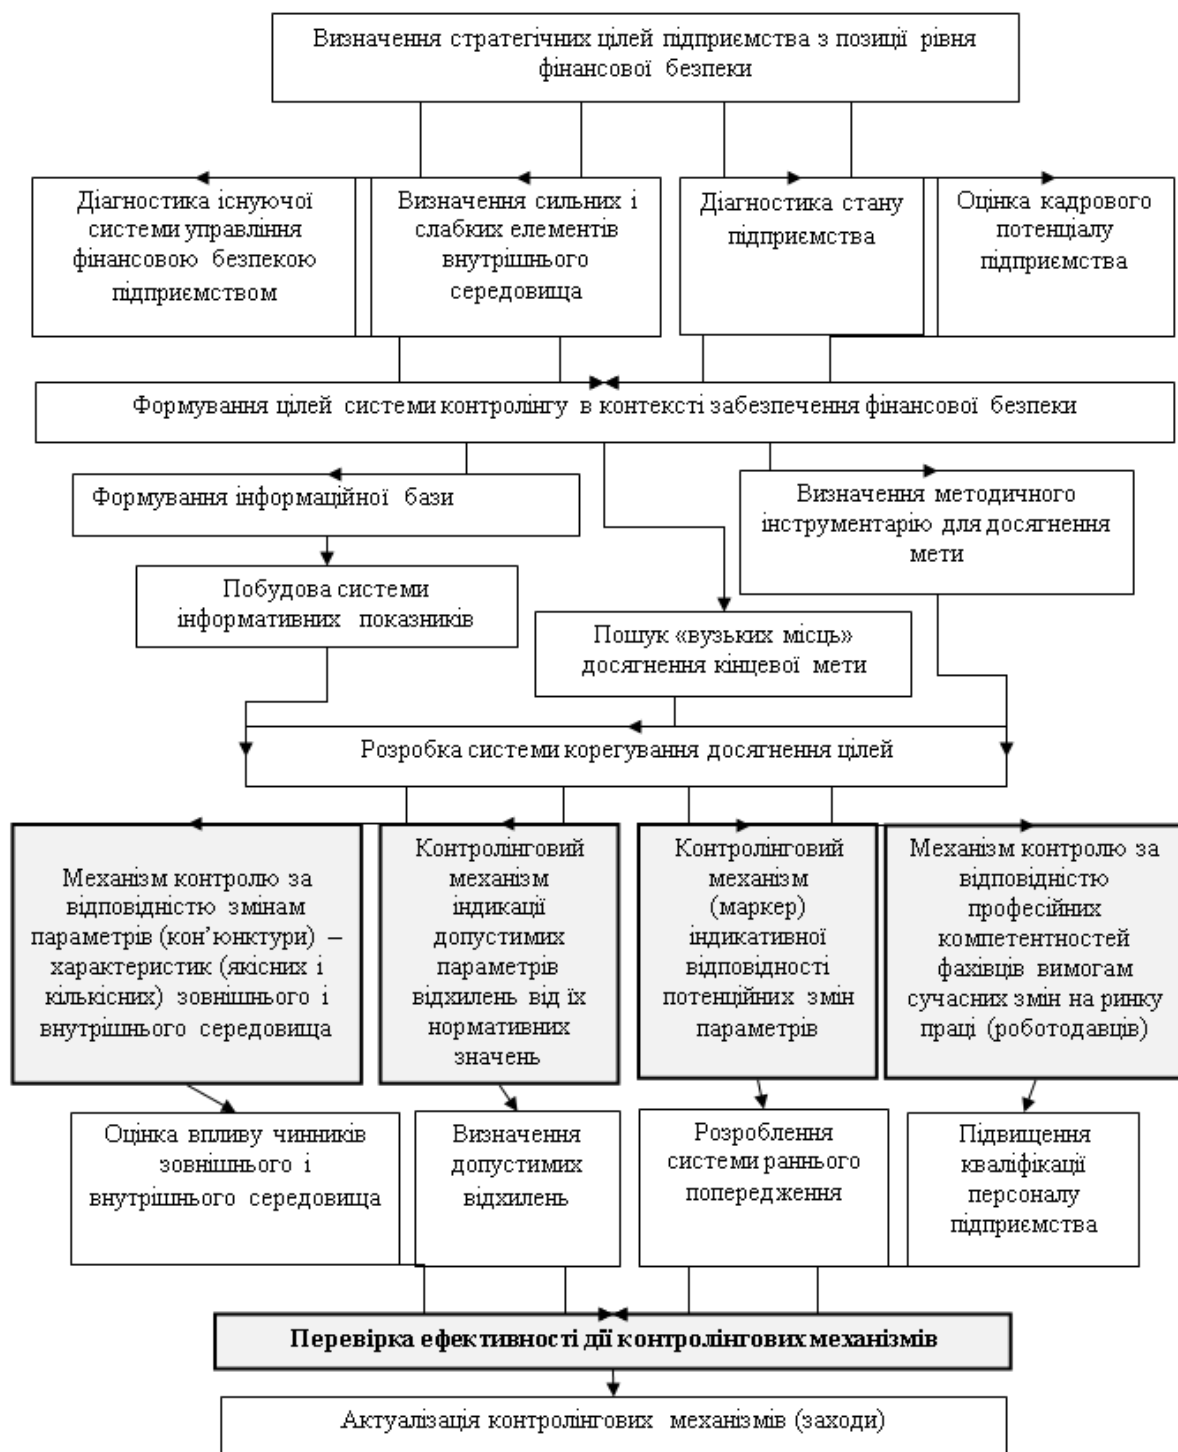 Визначення стратегічних цілей підприємства з позиції рівня
фінансової безпеки
Діагностика існуючої
системи управління
фінансовою безпекою
підприємством
Визначення сильних і
слабких елементів
внутрішнього
середовища
Діагностика стану
підприємства
Оцінка кадрового
потенціалу
підприємства
Формування цілей системи контролінгу в контексті забезпечення фінансової безпеки
Формування інформаційної бази
Визначення методичного
інструментарію для досягнення
мети
Побудова системи
інформативних показників
Пошук «вузьких місць»
досягнення кінцевої мети
Розробка системи корегування досягнення цілей
Механізм контролю за
відповідністю змінам
параметрів (кон’юнктури) –
характеристик (якісних і
кількісних) зовнішнього і
внутрішнього середовища
Контролінговий
механізм
індикації
допустимих
параметрів
відхилень від їх
нормативних
значень
Контролінговий
механізм
(маркер)
індикативної
відповідності
потенційних змін
параметрів
Механізм контролю за
відповідністю
професійних
компетентностей
фахівців вимогам
сучасних змін на ринку
праці (роботодавців)
Оцінка впливу чинників
зовнішнього і
внутрішнього середовища
Визначення
допустимих
відхилень
Розроблення
системи раннього
попередження
Підвищення
кваліфікації
персоналу
підприємства
Перевірка ефективності дії контролінгових механізмів
Актуалізація контролінгових механізмів (заходи)